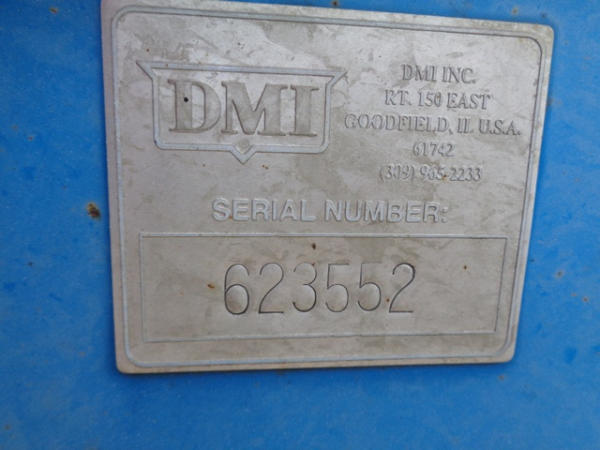 DMI
DMI INC.
RT. 150 EAST
GOODFIELD, IL U.S.A.
61742
(309) 965-2233
SERIAL NUMBER:
623552